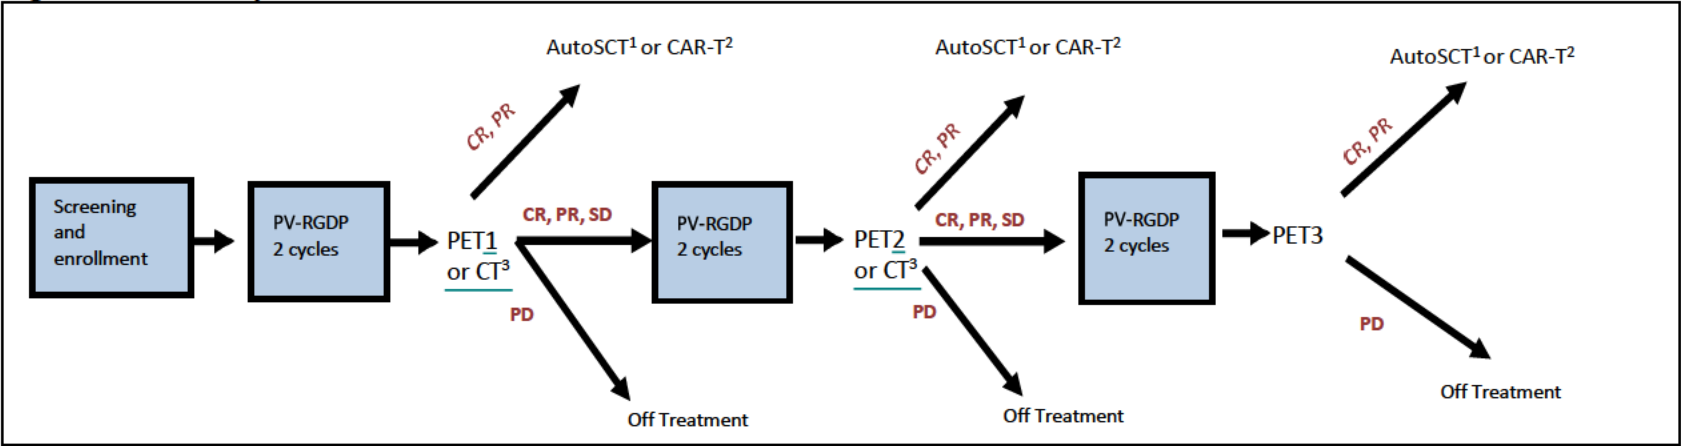 AutoSCT¹ or CAR-T²
AutoSCT¹ or CAR-T²
AutoSCT¹ or CAR-T²
CR, PR
CR, PR
CR, PR
Screening
and
enrollment
PV-RGDP
2 cycles
PET1
or CT³
CR, PR, SD
PD
PV-RGDP
2 cycles
PET2
or CT³
CR, PR, SD
PD
PV-RGDP
2 cycles
PET3
PD
Off Treatment
Off Treatment
Off Treatment